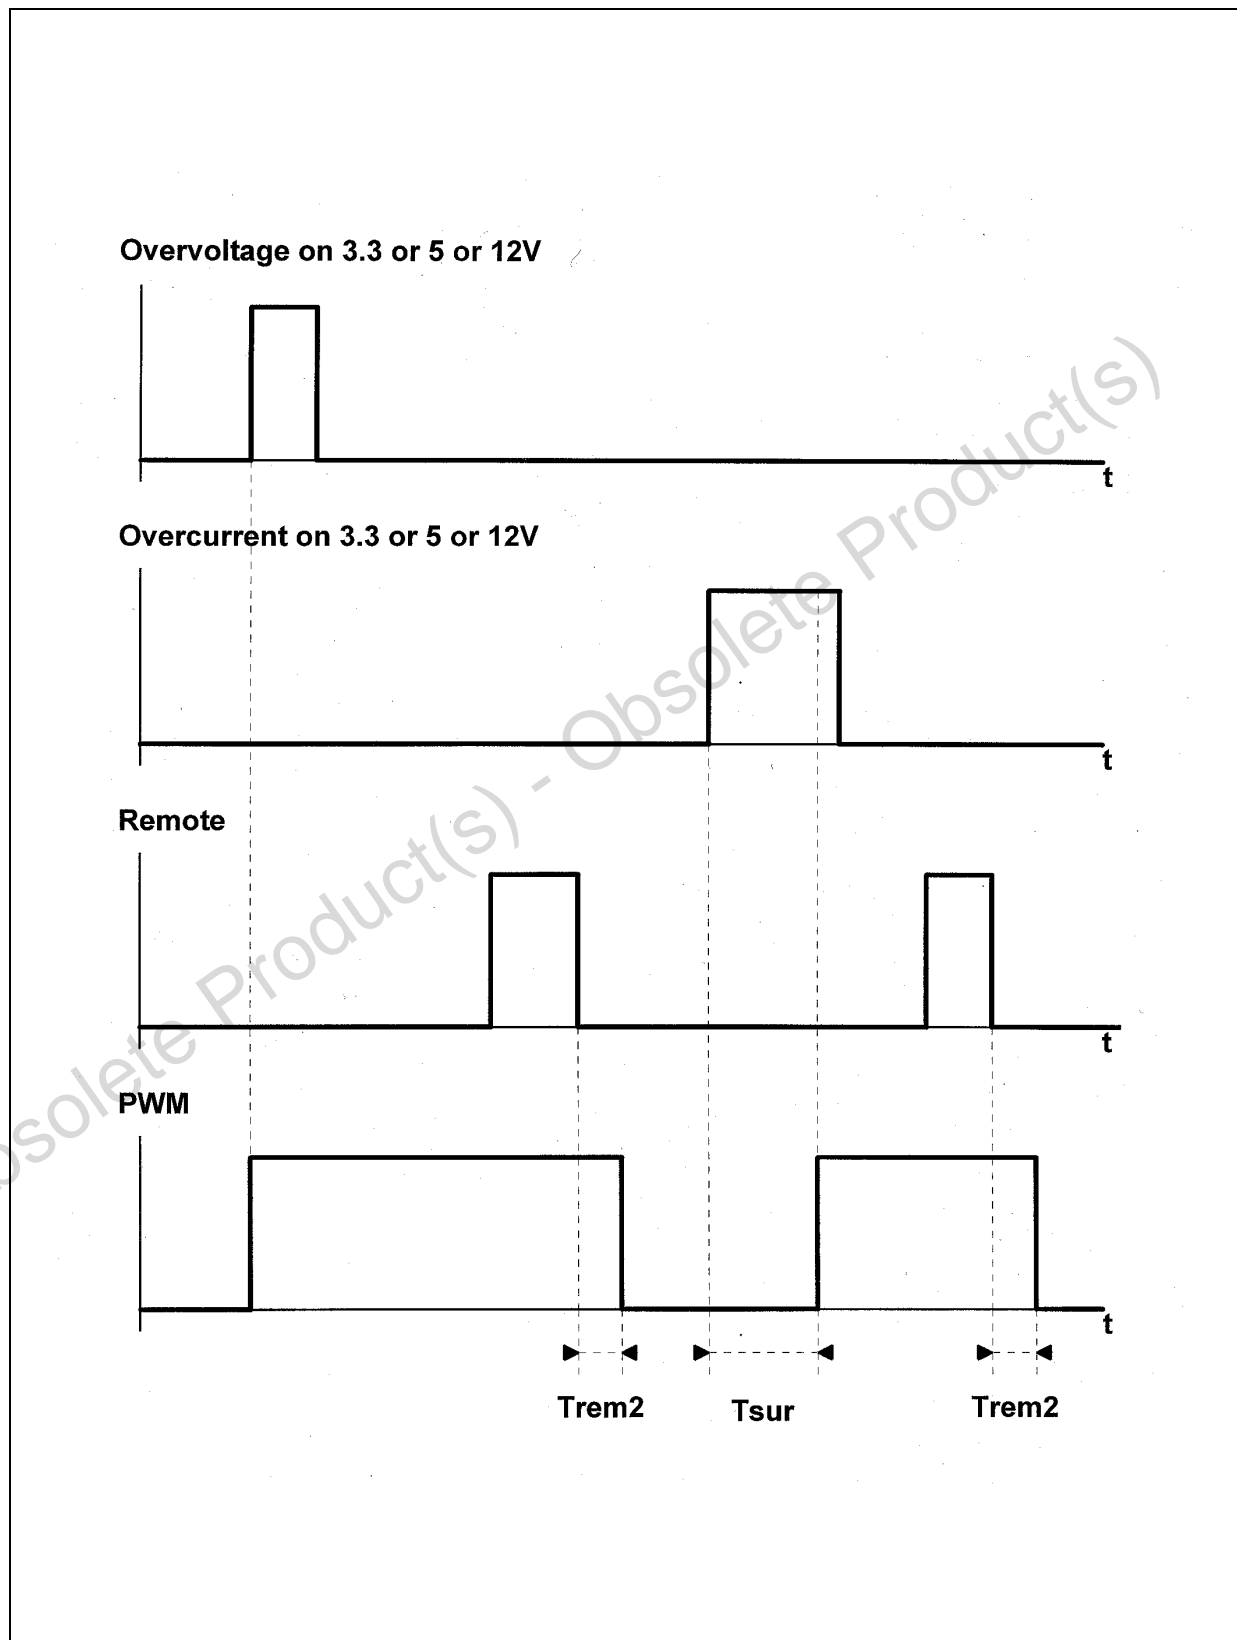 Overvoltage on 3.3 or 5 or 12V
t
Overcurrent on 3.3 or 5 or 12V
t
Remote
t
PWM
t
Trem2 Tsur Trem2
bsolete Product(s) - Obsolete Product(s)